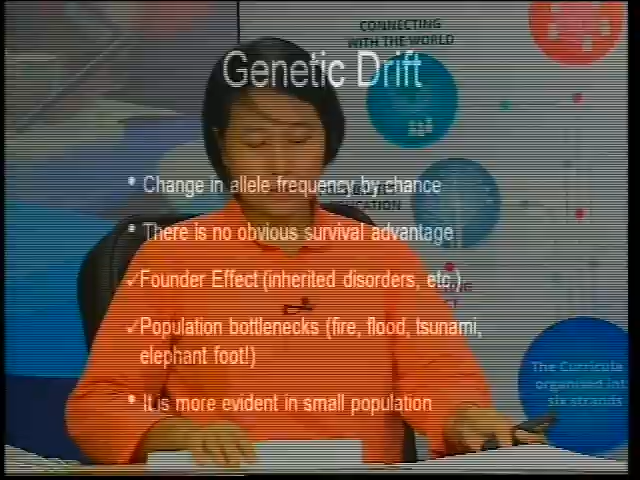 CONNECTING
WITH THE WORLD
Genetic Drift
• Change in allele frequency by chance
EDUCATION
• There is no obvious survival advantage
✓Founder Effect (inherited disorders, etc.)
✓Population bottlenecks (fire, flood, tsunami,
elephant foot!)
The Curricula
organised int
six strands
• It is more evident in small population